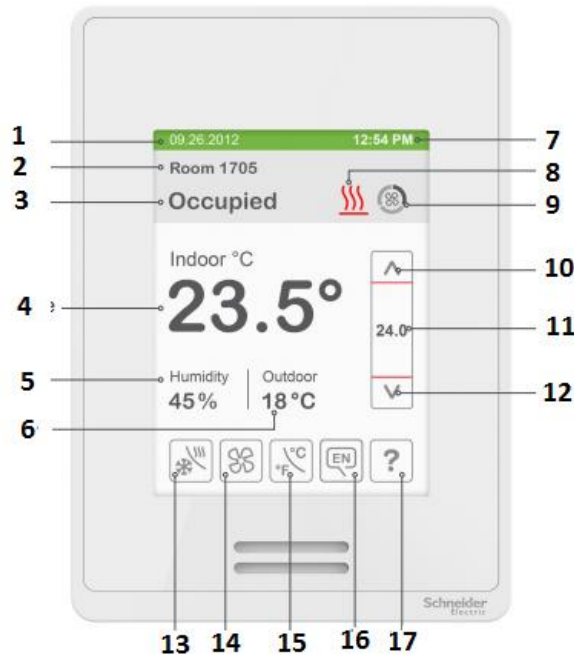 1 09.26.2012 12:54 PM 7
2 Room 1705 8
3 Occupied 9
Indoor °C 10
4 23.5° 24.0 11
5 Humidity Outdoor 12
6 45% 18 °C
°C °F EN ?
Schneider
Electric
13 14 15 16 17